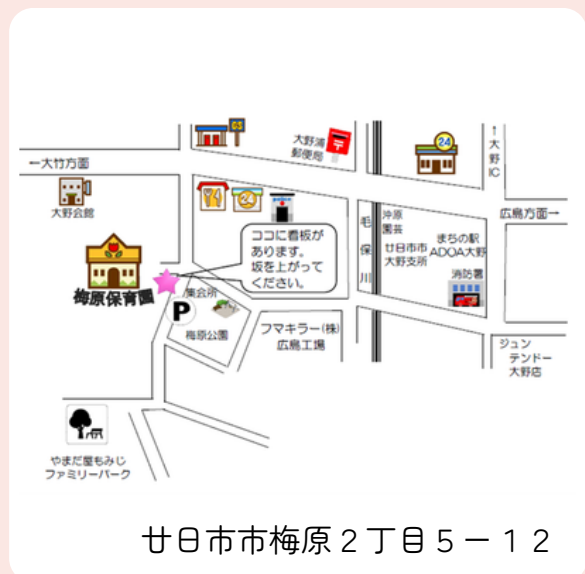 GS
大野浦
郵便局
24
↑大野IC
←大竹方面
大野会館
広島方面→
毛保川
沖原
園芸
廿日市市
大野支所
まちの駅
ADOA大野
消防署
ココに看板が
あります。
坂を上がって
ください。
梅原保育園
集会所
P
梅原公園
フマキラー(株)
広島工場
ジュン
テンドー
大野店
やまだ屋もみじ
ファミリーパーク
廿日市市梅原２丁目５－１２